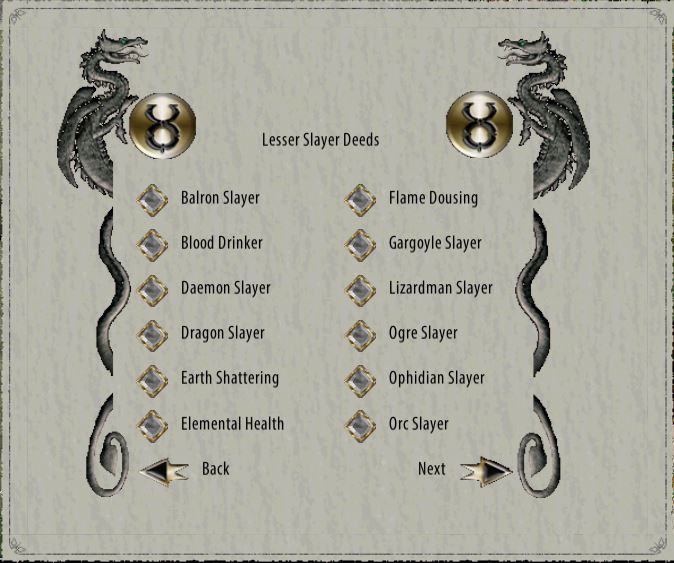 Lesser Slayer Deeds
Balron Slayer
Flame Dousing
Blood Drinker
Gargoyle Slayer
Daemon Slayer
Lizardman Slayer
Dragon Slayer
Ogre Slayer
Earth Shattering
Ophidian Slayer
Elemental Health
Orc Slayer
Back
Next